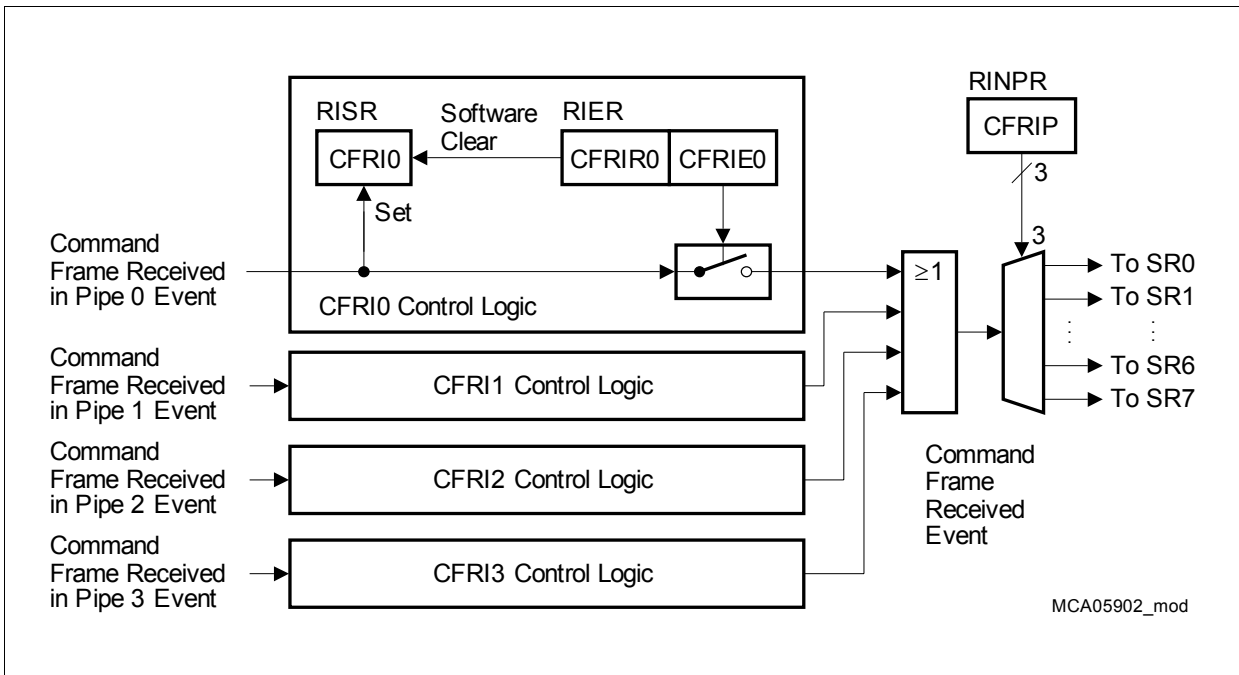 RINPR
CFRIP
3
3
RISR
Software
Clear
RIER
CFRI0
CFRIR0
CFRIE0
Set
Command
Frame Received
in Pipe 0 Event
CFRI0 Control Logic
≥1
To SR0
To SR1
To SR6
To SR7
Command
Frame Received
in Pipe 1 Event
CFRI1 Control Logic
Command
Frame Received
in Pipe 2 Event
CFRI2 Control Logic
Command
Frame
Received
Event
Command
Frame Received
in Pipe 3 Event
CFRI3 Control Logic
MCA05902_mod